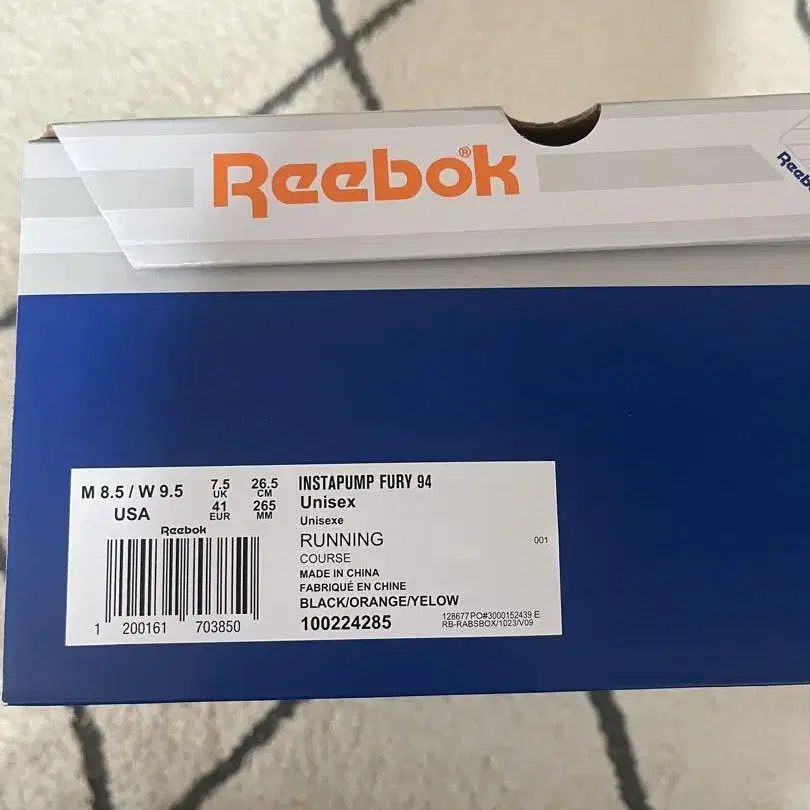 Reebok®
Reeb
M 8.5 / W 9.5
USA
7.5
UK
41
EUR
26.5
CM
265
MM
Reebok
1 200161 703850
INSTAPUMP FURY 94
Unisex
Unisexe
RUNNING
COURSE
MADE IN CHINA
FABRIQUÉ EN CHINE
BLACK/ORANGE/YELOW
100224285
001
128677 PO#3000152439 E
RB-RABSBOX/1023/V09